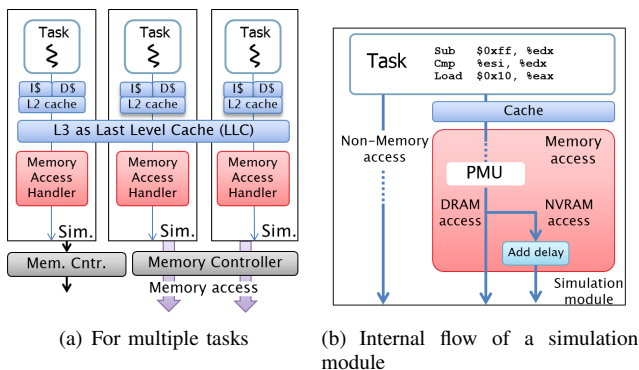 Task
Task
Task
I$ D$
I$ D$
I$ D$
L2 cache
L2 cache
L2 cache
L3 as Last Level Cache (LLC)
Memory
Access
Handler
Memory
Access
Handler
Memory
Access
Handler
Sim.
Sim.
Sim.
Mem. Cntr.
Memory Controller
Memory access
(a) For multiple tasks
Task
Sub $0xff, %edx
Cmp %esi, %edx
Load $0x10, %eax
Cache
Non-Memory
access
Memory
access
PMU
DRAM
access
NVRAM
access
Add delay
Simulation
module
(b) Internal flow of a simulation
module